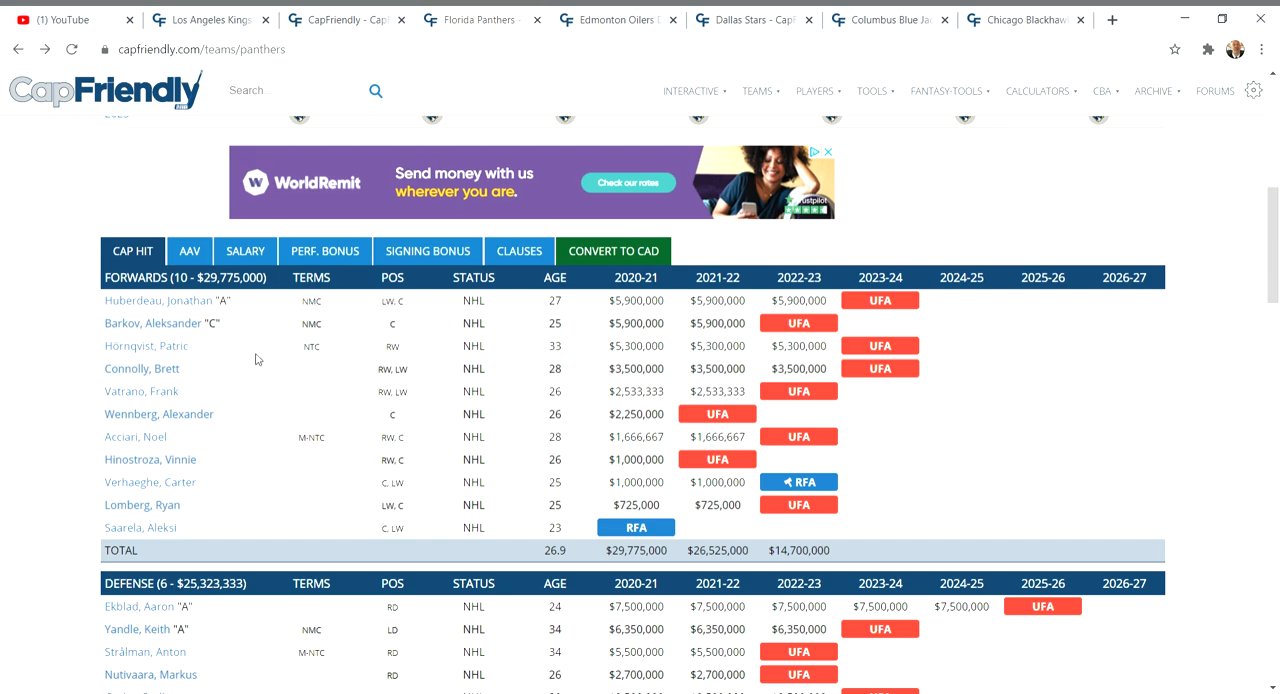 (1) YouTube Los Angeles Kings CapFriendly - Cap Florida Panthers - Edmonton Oilers Dallas Stars - CapF Columbus Blue Ja Chicago Blackhaw
capfriendly.com/teams/panthers
CapFriendly Search... INTERACTIVE TEAMS PLAYERS TOOLS FANTASY-TOOLS CALCULATORS CBA ARCHIVE FORUMS
WorldRemit Send money with us wherever you are. Check our rates Trustpilot
CAP HIT AAV SALARY PERF. BONUS SIGNING BONUS CLAUSES CONVERT TO CAD
FORWARDS (10 - $29,775,000) TERMS POS STATUS AGE 2020-21 2021-22 2022-23 2023-24 2024-25 2025-26 2026-27
Huberdeau, Jonathan "A" NMC LW, C NHL 27 $5,900,000 $5,900,000 $5,900,000 UFA
Barkov, Aleksander "C" NMC C NHL 25 $5,900,000 $5,900,000 UFA
Hörnqvist, Patric NTC RW NHL 33 $5,300,000 $5,300,000 $5,300,000 UFA
Connolly, Brett RW, LW NHL 28 $3,500,000 $3,500,000 $3,500,000 UFA
Vatrano, Frank RW, LW NHL 26 $2,533,333 $2,533,333 UFA
Wennberg, Alexander C NHL 26 $2,250,000 UFA
Acciari, Noel M-NTC RW, C NHL 28 $1,666,667 $1,666,667 UFA
Hinostroza, Vinnie RW, C NHL 26 $1,000,000 UFA
Verhaeghe, Carter C, LW NHL 25 $1,000,000 $1,000,000 RFA
Lomberg, Ryan LW, C NHL 25 $725,000 $725,000 UFA
Saarela, Aleksi C, LW NHL 23 RFA
TOTAL 26.9 $29,775,000 $26,525,000 $14,700,000
DEFENSE (6 - $25,323,333) TERMS POS STATUS AGE 2020-21 2021-22 2022-23 2023-24 2024-25 2025-26 2026-27
Ekblad, Aaron "A" RD NHL 24 $7,500,000 $7,500,000 $7,500,000 $7,500,000 $7,500,000 UFA
Yandle, Keith "A" NMC LD NHL 34 $6,350,000 $6,350,000 $6,350,000 UFA
Strålman, Anton M-NTC RD NHL 34 $5,500,000 $5,500,000 UFA
Nutivaara, Markus RD NHL 26 $2,700,000 $2,700,000 UFA